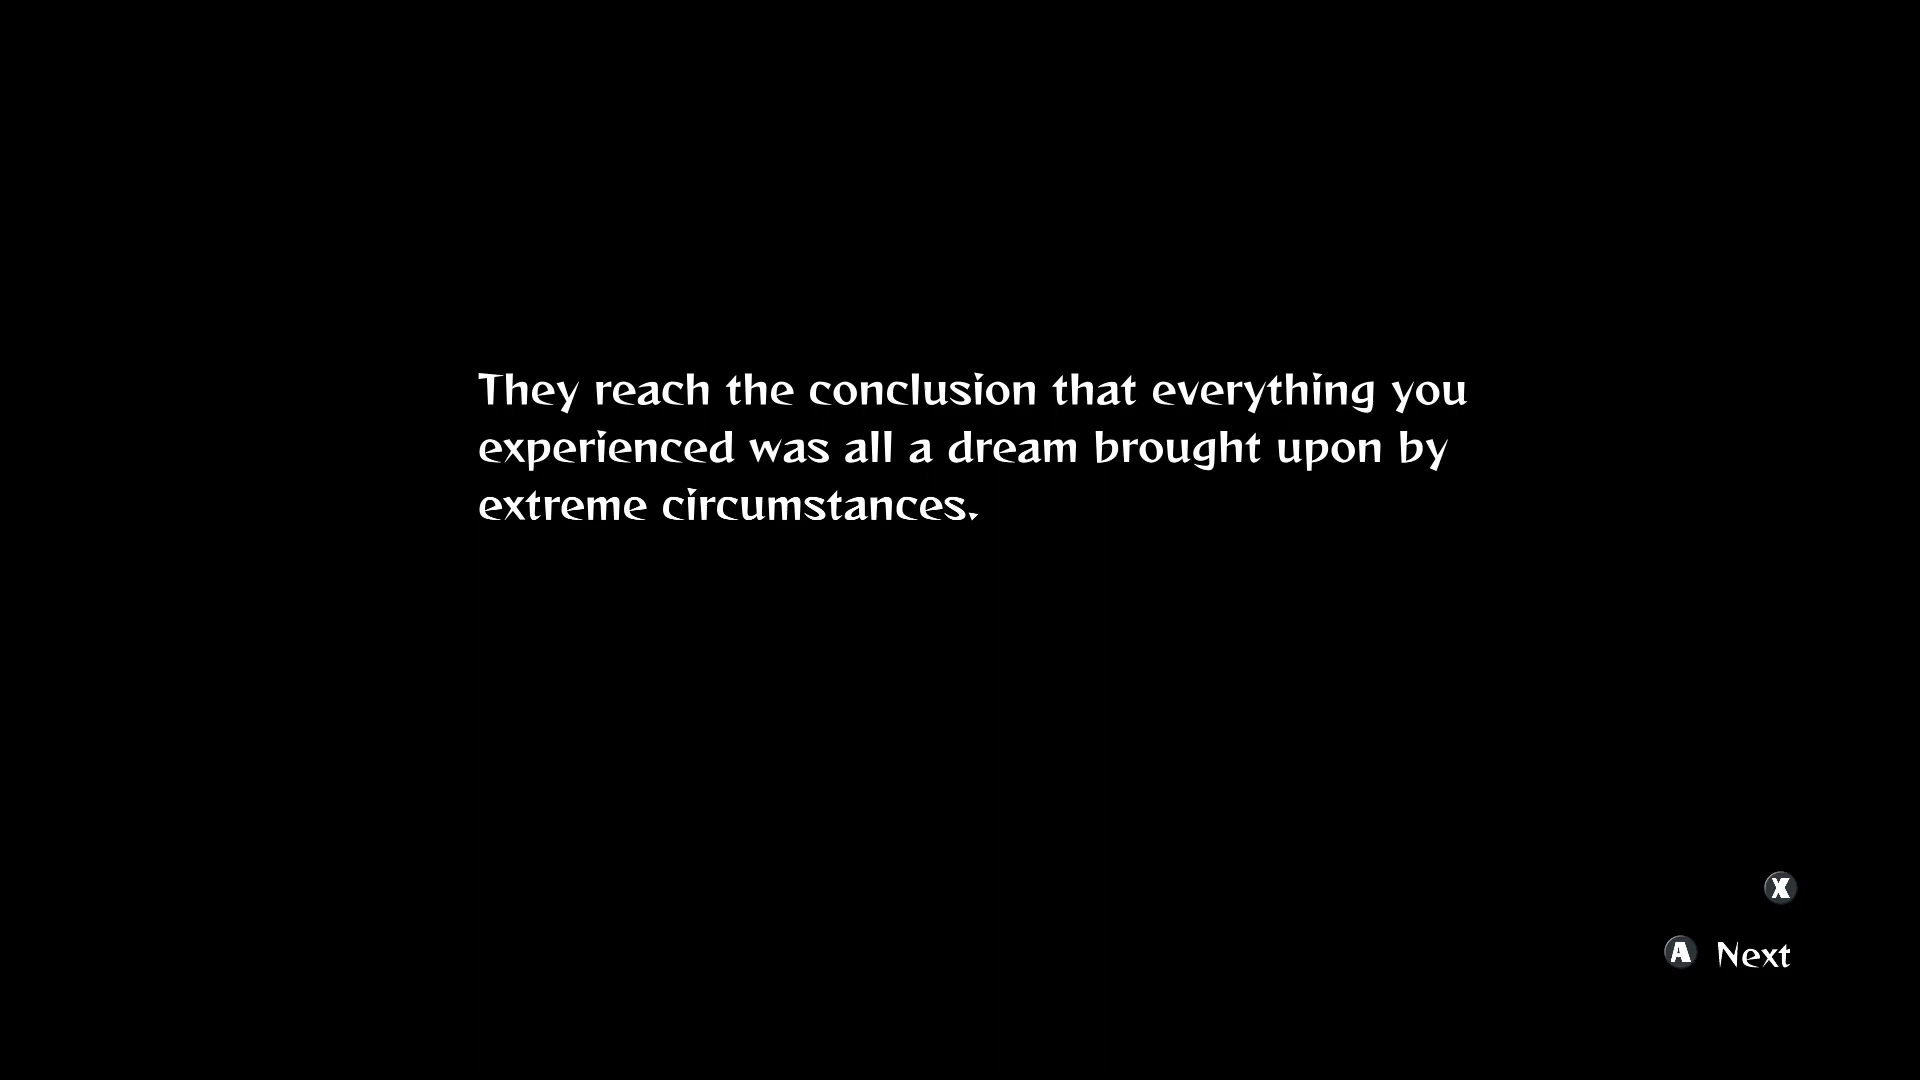 They reach the conclusion that everything you
experienced was all a dream brought upon by
extreme circumstances.
X
A Next